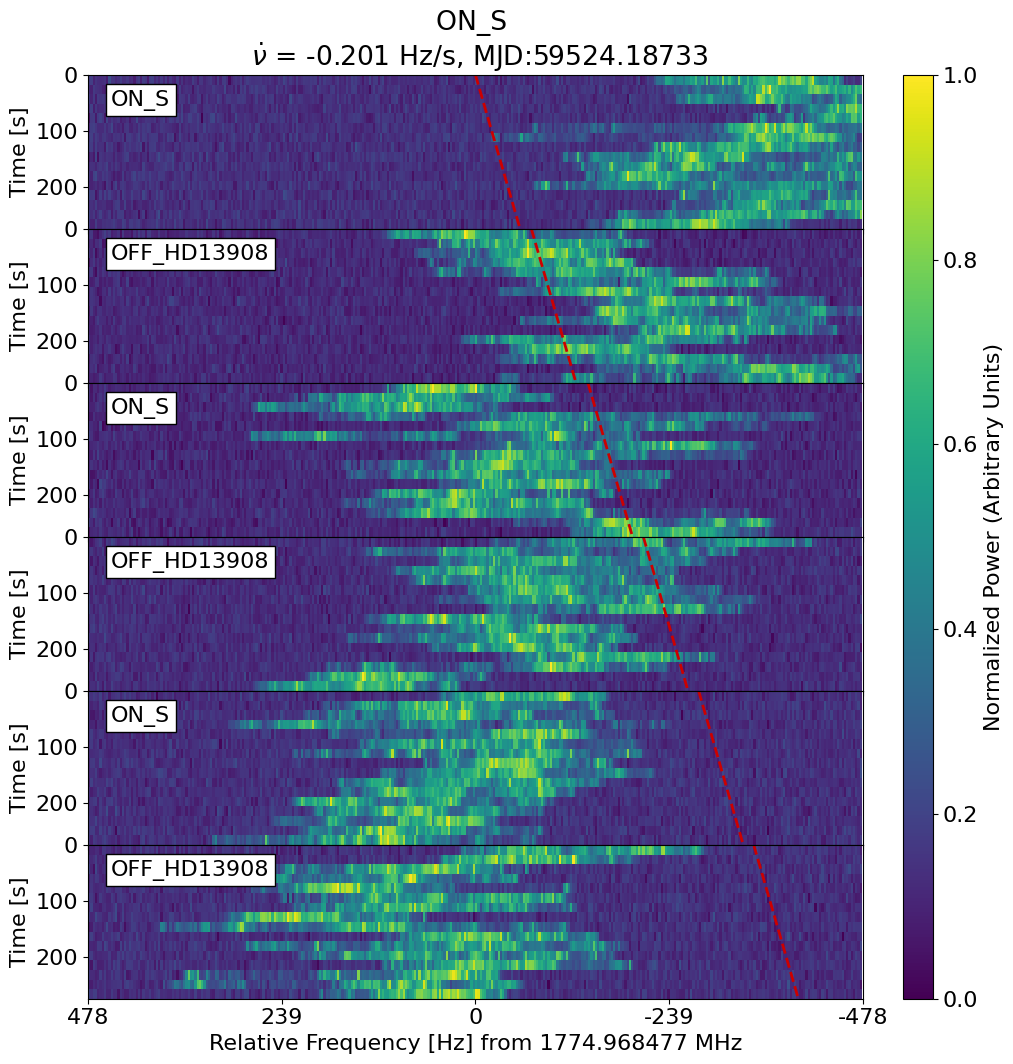 ON_S
ν̇ = -0.201 Hz/s, MJD:59524.18733
0
ON_S
100
200
Time [s]
0
OFF_HD13908
100
200
Time [s]
0
ON_S
100
200
Time [s]
0
OFF_HD13908
100
200
Time [s]
0
ON_S
100
200
Time [s]
0
OFF_HD13908
100
200
Time [s]
478 239 0 -239 -478
Relative Frequency [Hz] from 1774.968477 MHz
1.0
0.8
0.6
0.4
0.2
0.0
Normalized Power (Arbitrary Units)